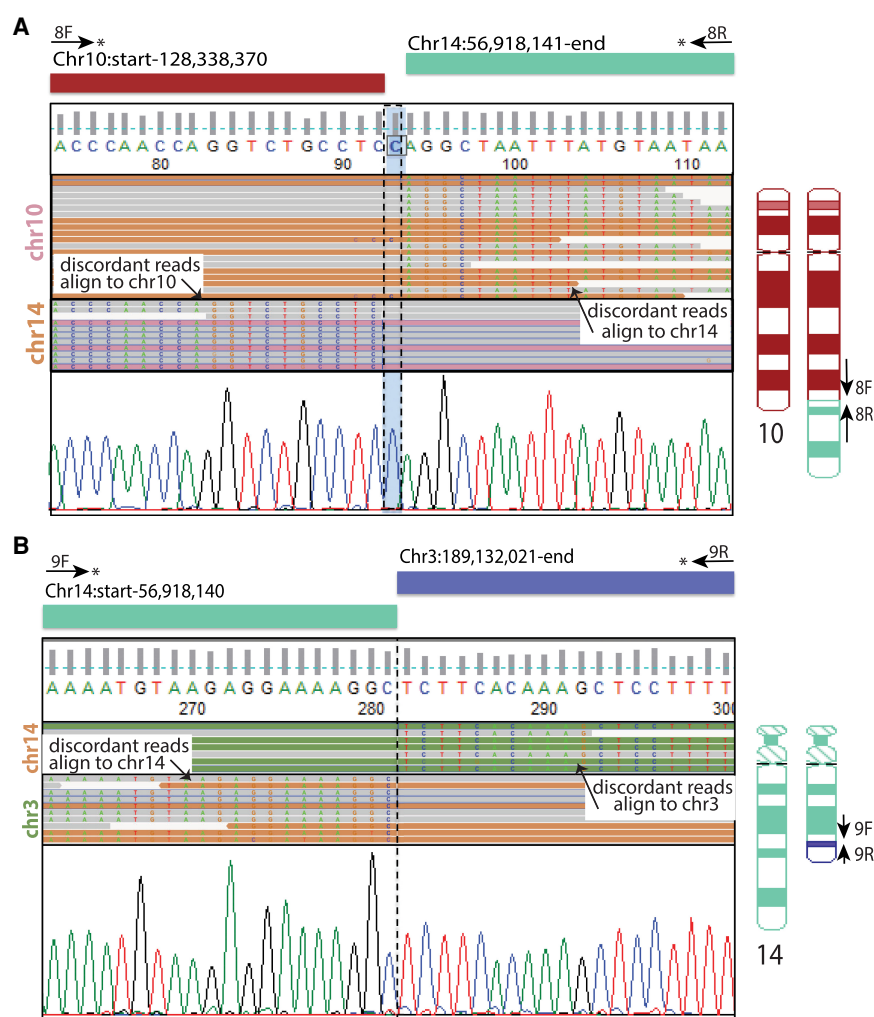 A
8F
*
Chr10:start-128,338,370
Chr14:56,918,141-end
*
8R
ACCCAACCAGGTCTGCCTCCAGGCTAATTTATGTAATAA
80 90 100 110
chr10
discordant reads
align to chr10
discordant reads
align to chr14
chr14
8F
8R
10
B
9F
*
Chr14:start-56,918,140
Chr3:189,132,021-end
*
9R
AAAATGTAAGAGGAAAAGGCTCTTCACAAAGCTCCTTTT
270 280 290 300
chr14
discordant reads
align to chr14
discordant reads
align to chr3
chr3
9F
9R
14